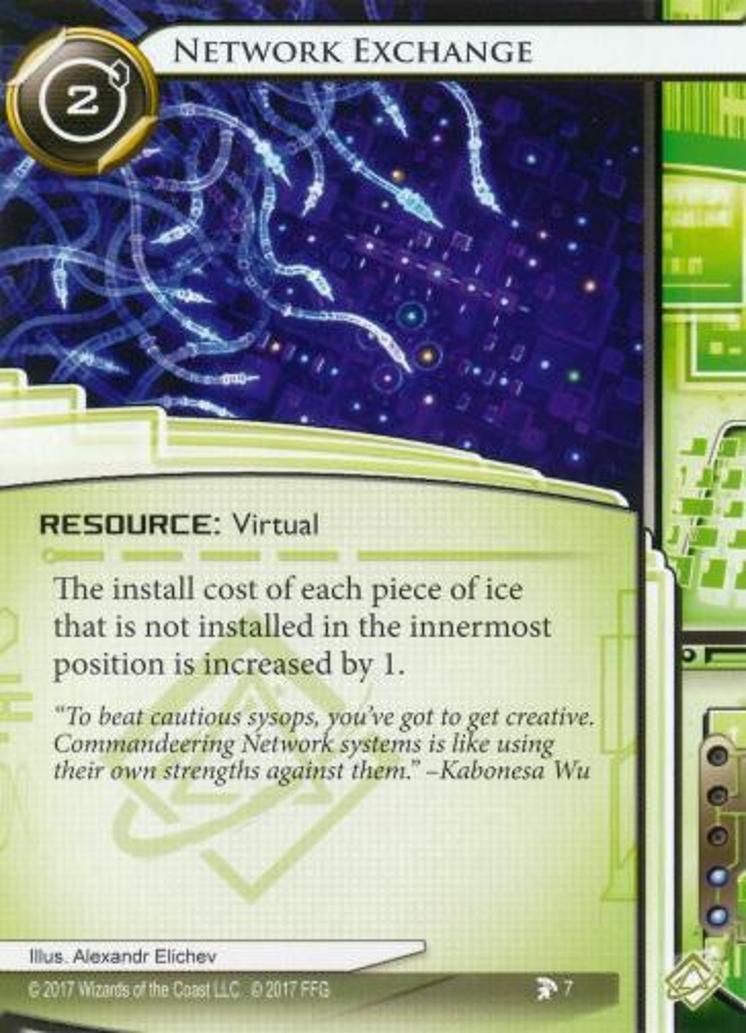 NETWORK EXCHANGE
2
RESOURCE: Virtual
The install cost of each piece of ice
that is not installed in the innermost
position is increased by 1.
“To beat cautious sysops, you’ve got to get creative.
Commandeering Network systems is like using
their own strengths against them.” –Kabonesa Wu
Illus. Alexandr Elichev
© 2017 Wizards of the Coast LLC © 2017 FFG
7